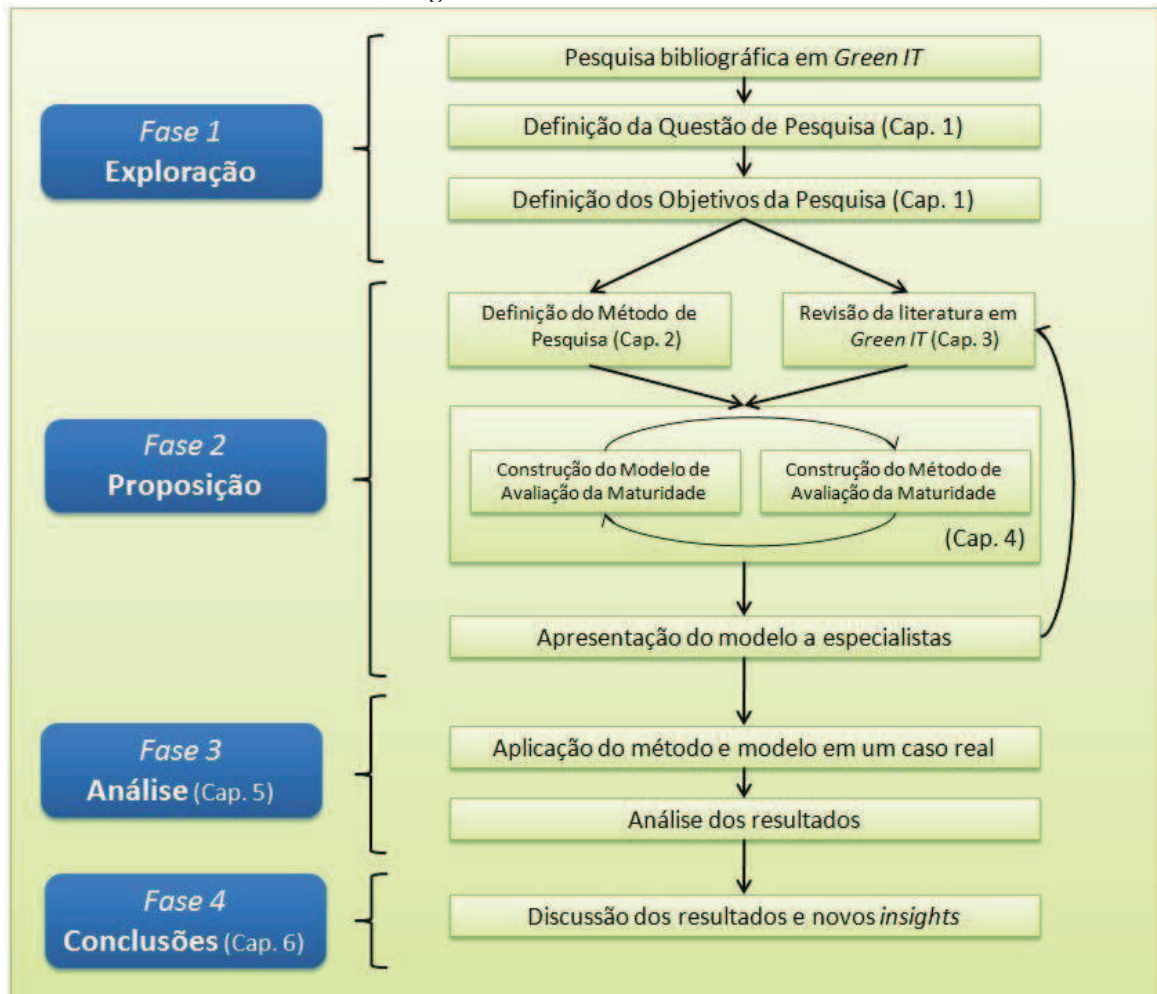 Pesquisa bibliográfica em Green IT
Fase 1
Exploração
Definição da Questão de Pesquisa (Cap. 1)
Definição dos Objetivos da Pesquisa (Cap. 1)
Definição do Método de
Pesquisa (Cap. 2)
Revisão da literatura em
Green IT (Cap. 3)
Fase 2
Proposição
Construção do Modelo de
Avaliação da Maturidade
Construção do Método de
Avaliação da Maturidade
(Cap. 4)
Apresentação do modelo a especialistas
Fase 3
Análise (Cap. 5)
Aplicação do método e modelo em um caso real
Análise dos resultados
Fase 4
Conclusões (Cap. 6)
Discussão dos resultados e novos insights